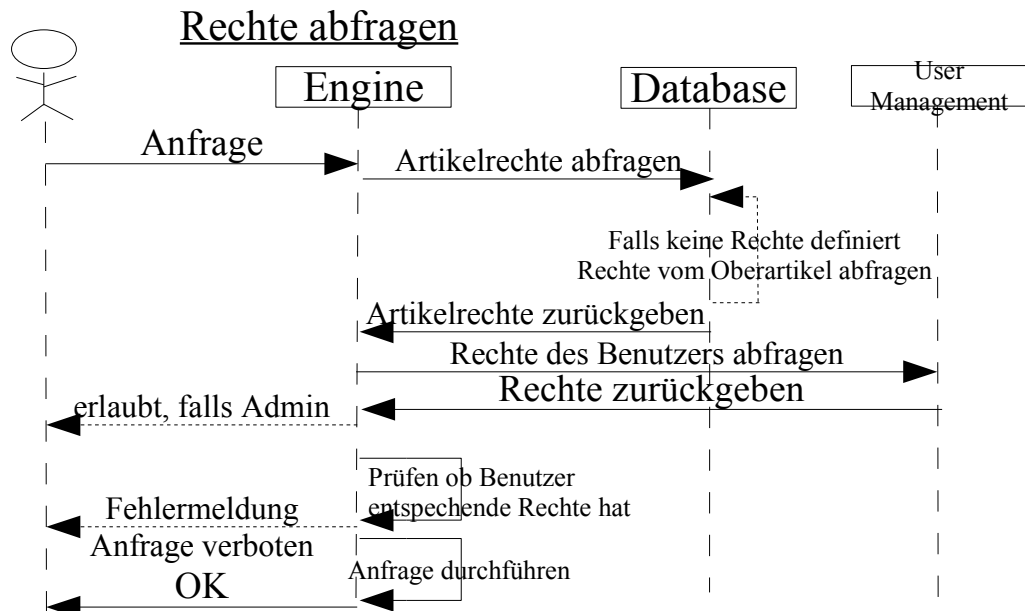 Rechte abfragen
Engine
Database
User
Management
Anfrage
Artikelrechte abfragen
Falls keine Rechte definiert
Rechte vom Oberartikel abfragen
Artikelrechte zurückgeben
Rechte des Benutzers abfragen
Rechte zurückgeben
erlaubt, falls Admin
Prüfen ob Benutzer
entspechende Rechte hat
Fehlermeldung
Anfrage verboten
Anfrage durchführen
OK